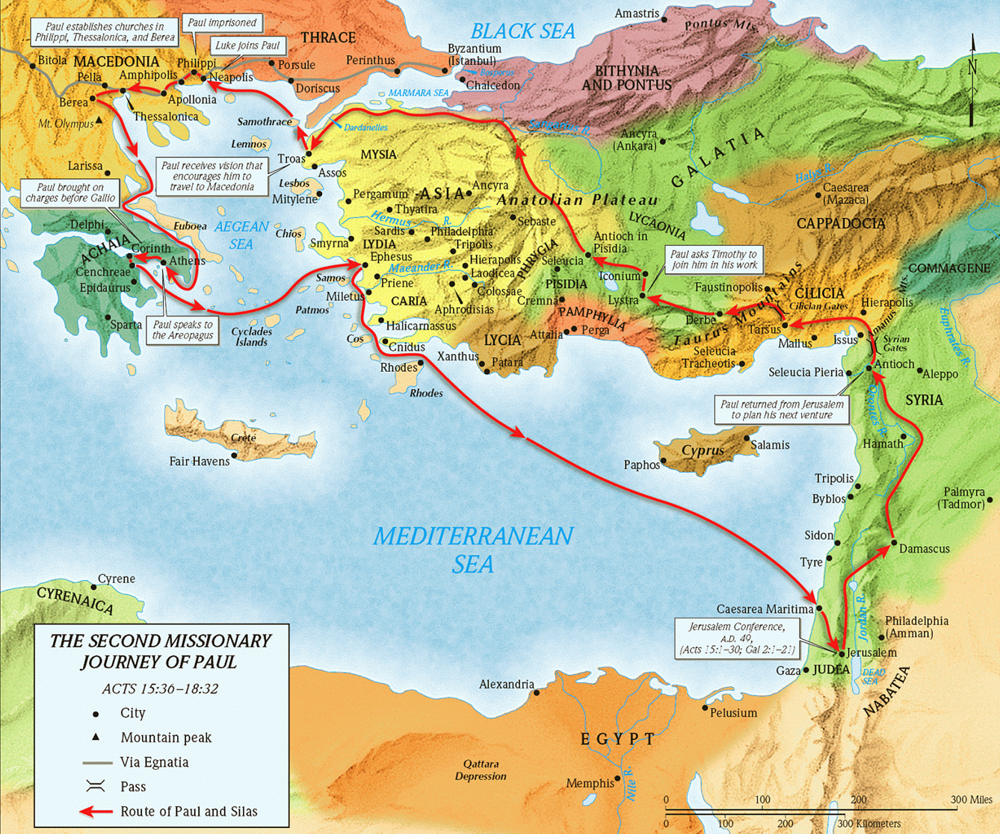 Amastris
Pontus Mts.
BLACK SEA
Paul establishes churches in
Philippi, Thessalonica, and Berea
Paul imprisoned
Luke joins Paul
THRACE
Byzantium
(Istanbul)
Bosporus
Chalcedon
BITHYNIA
AND PONTUS
N
Bitola
MACEDONIA
Philippi
Porsule
Perinthus
Pella
Amphipolis
Neapolis
Doriscus
MARMARA SEA
Berea
Apollonia
Thessalonica
Mt. Olympus
Samothrace
Dardanelles
Sangarius R.
Ancyra
(Ankara)
GALATIA
Lemnos
Troas
MYSIA
Assos
Larissa
Paul receives vision that
encourages him to
travel to Macedonia
Lesbos
Mitylene
Halys R.
Caesarea
(Mazaca)
Paul brought on
charges before Gallio
Pergamum
ASIA
Ancyra
Anatolian Plateau
Thyatira
Hermus R.
Sebaste
LYCAONIA
CAPPADOCIA
Delphi
Euboea
AEGEAN
SEA
Chios
Smyrna
Sardis
Philadelphia
LYDIA
Tripolis
Antioch in
Pisidia
ACHAIA
Corinth
Athens
Ephesus
Maeander R.
Hierapolis
PHRYGIA
Seleucia
Paul asks Timothy to
join him in his work
COMMAGENE
Cenchreae
Epidaurus
Samos
Priene
Laodicea
Colossae
PISIDIA
Iconium
Faustinopolis
CILICIA
Cilician Gates
Miletus
CARIA
Aphrodisias
Cremna
Lystra
Hierapolis
Patmos
PAMPHYLIA
Derbe
Taurus Mountains
Tarsus
Amanus Mts.
Euphrates R.
Sparta
Paul speaks to
the Areopagus
Cyclades
Islands
Halicarnassus
Cos
Cnidus
LYCIA
Attalia
Perga
Mallus
Issus
Syrian
Gates
Xanthus
Patara
Seleucia
Tracheotis
Rhodes
Rhodes
Seleucia Pieria
Antioch
Aleppo
SYRIA
Paul returned from Jerusalem
to plan his next venture
Orontes R.
Crete
Fair Havens
Cyprus
Salamis
Paphos
Hamath
Tripolis
Byblos
Palmyra
(Tadmor)
MEDITERRANEAN
SEA
Sidon
Tyre
Damascus
Cyrene
CYRENAICA
Caesarea Maritima
Jordan R.
Jerusalem Conference,
A.D. 49,
(Acts 15:1–30; Gal 2:1–21)
Philadelphia
(Amman)
Jerusalem
Gaza
JUDEA
DEAD
SEA
NABATEA
THE SECOND MISSIONARY
JOURNEY OF PAUL
ACTS 15:36–18:32
City
Mountain peak
Via Egnatia
Pass
Route of Paul and Silas
Alexandria
Pelusium
EGYPT
Qattara
Depression
Memphis
Nile R.
0 100 200 300 Miles
0 100 200 300 Kilometers